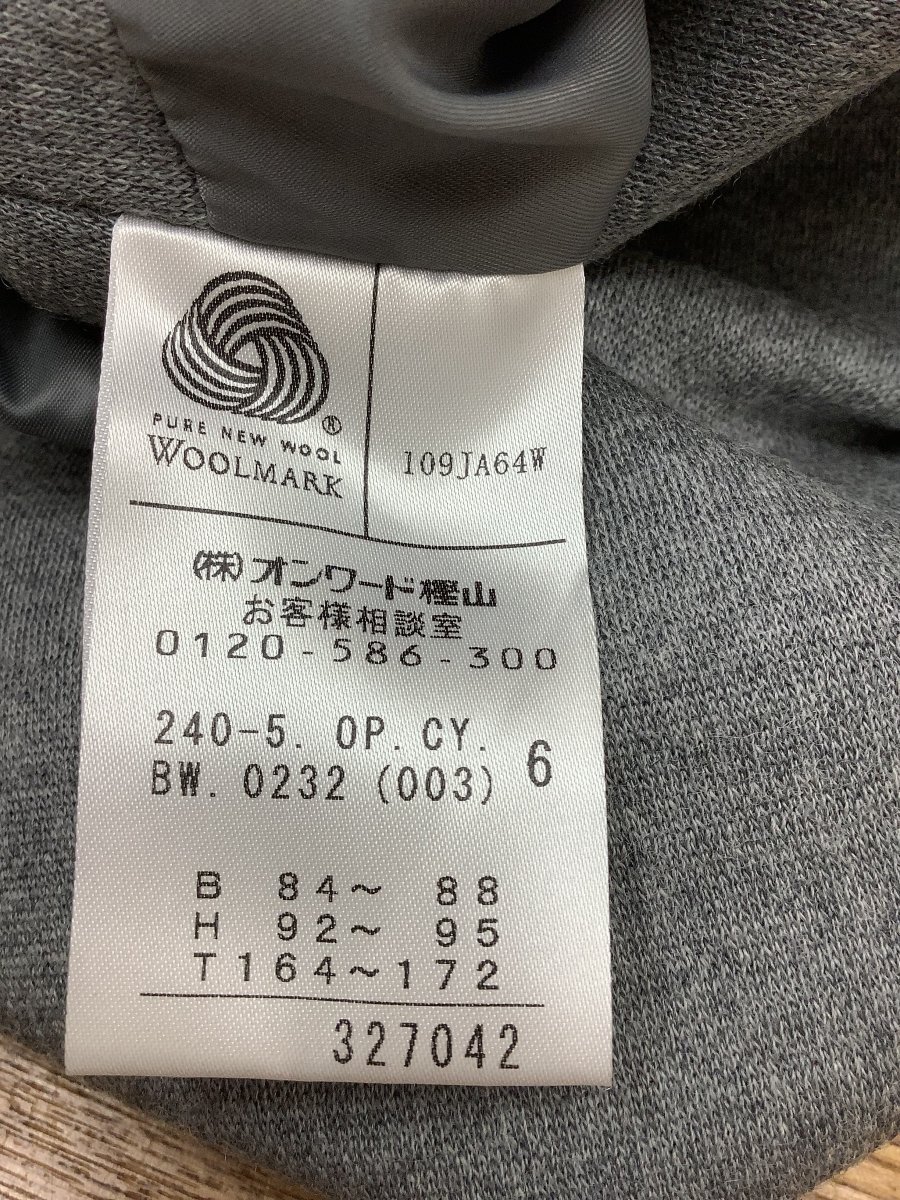 PURE NEW WOOL ®
WOOLMARK
109JA64W
(株)オンワード樫山
お客様相談室
0120-586-300
240-5. OP. CY.
BW. 0232 (003) 6
B 84～ 88
H 92～ 95
T164～172
327042